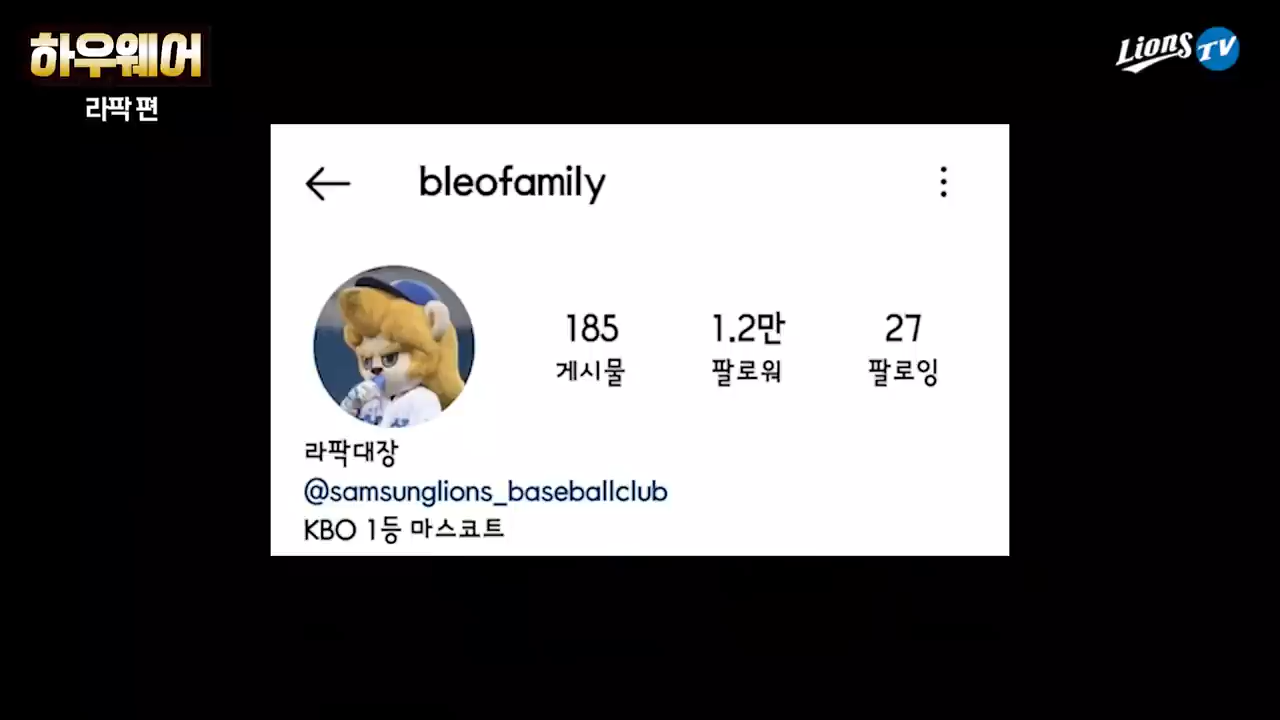 하우웨어
라팍 편
Lions TV
bleofamily
185
게시물
1.2만
팔로워
27
팔로잉
라팍대장
@samsunglions_baseballclub
KBO 1등 마스코트